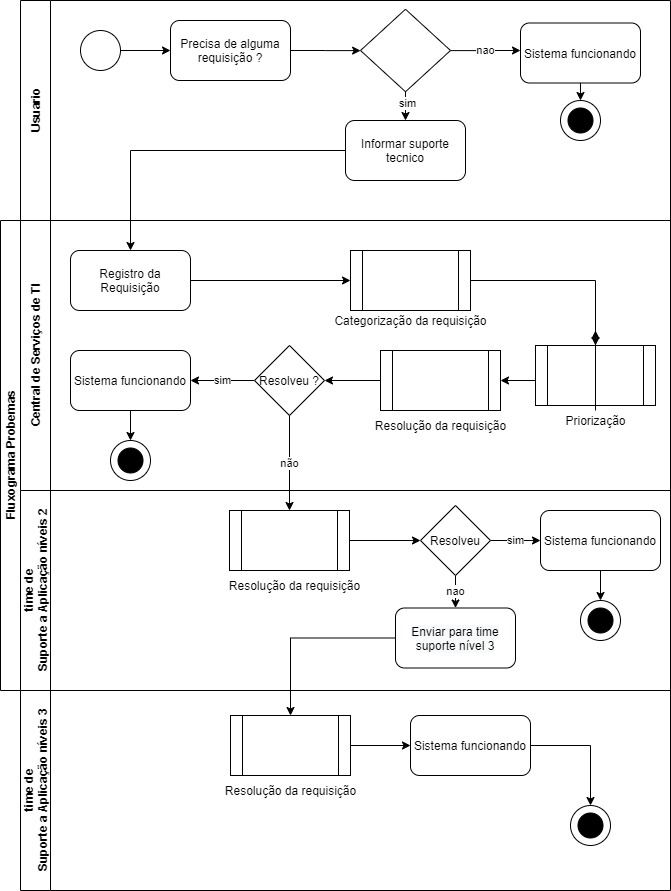 Usuario
Precisa de alguma
requisição ?
nao
Sistema funcionando
sim
Informar suporte
tecnico
Fluxograma Probemas
Central de Serviços de TI
Registro da
Requisição
Categorização da requisição
Sistema funcionando
sim
Resolveu ?
Resolução da requisição
Priorização
não
time de
Suporte a Aplicação níveis 2
Resolução da requisição
Resolveu
sim
Sistema funcionando
nao
Enviar para time
suporte nível 3
time de
Suporte a Aplicação níveis 3
Resolução da requisição
Sistema funcionando